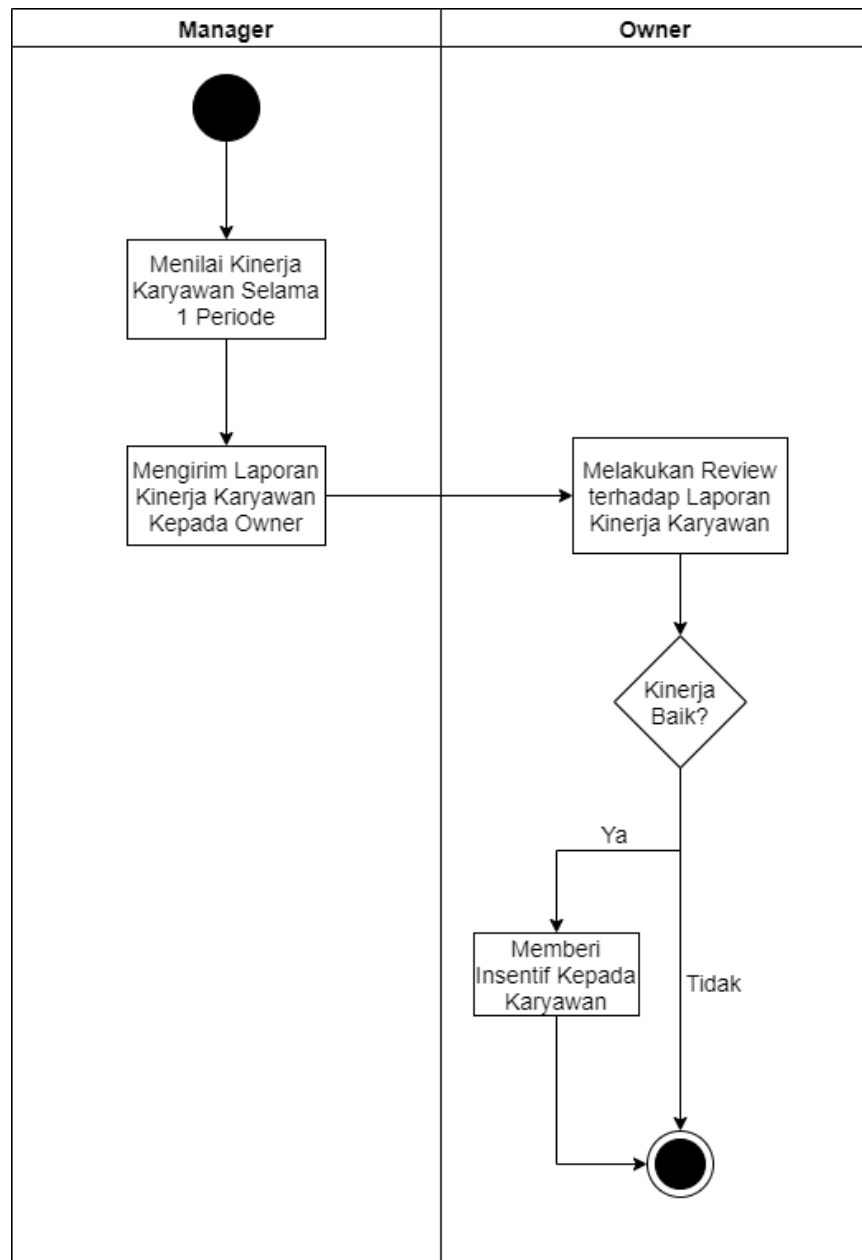 Manager
Owner
Menilai Kinerja
Karyawan Selama
1 Periode
Mengirim Laporan
Kinerja Karyawan
Kepada Owner
Melakukan Review
terhadap Laporan
Kinerja Karyawan
Kinerja
Baik?
Ya
Memberi
Insentif Kepada
Karyawan
Tidak